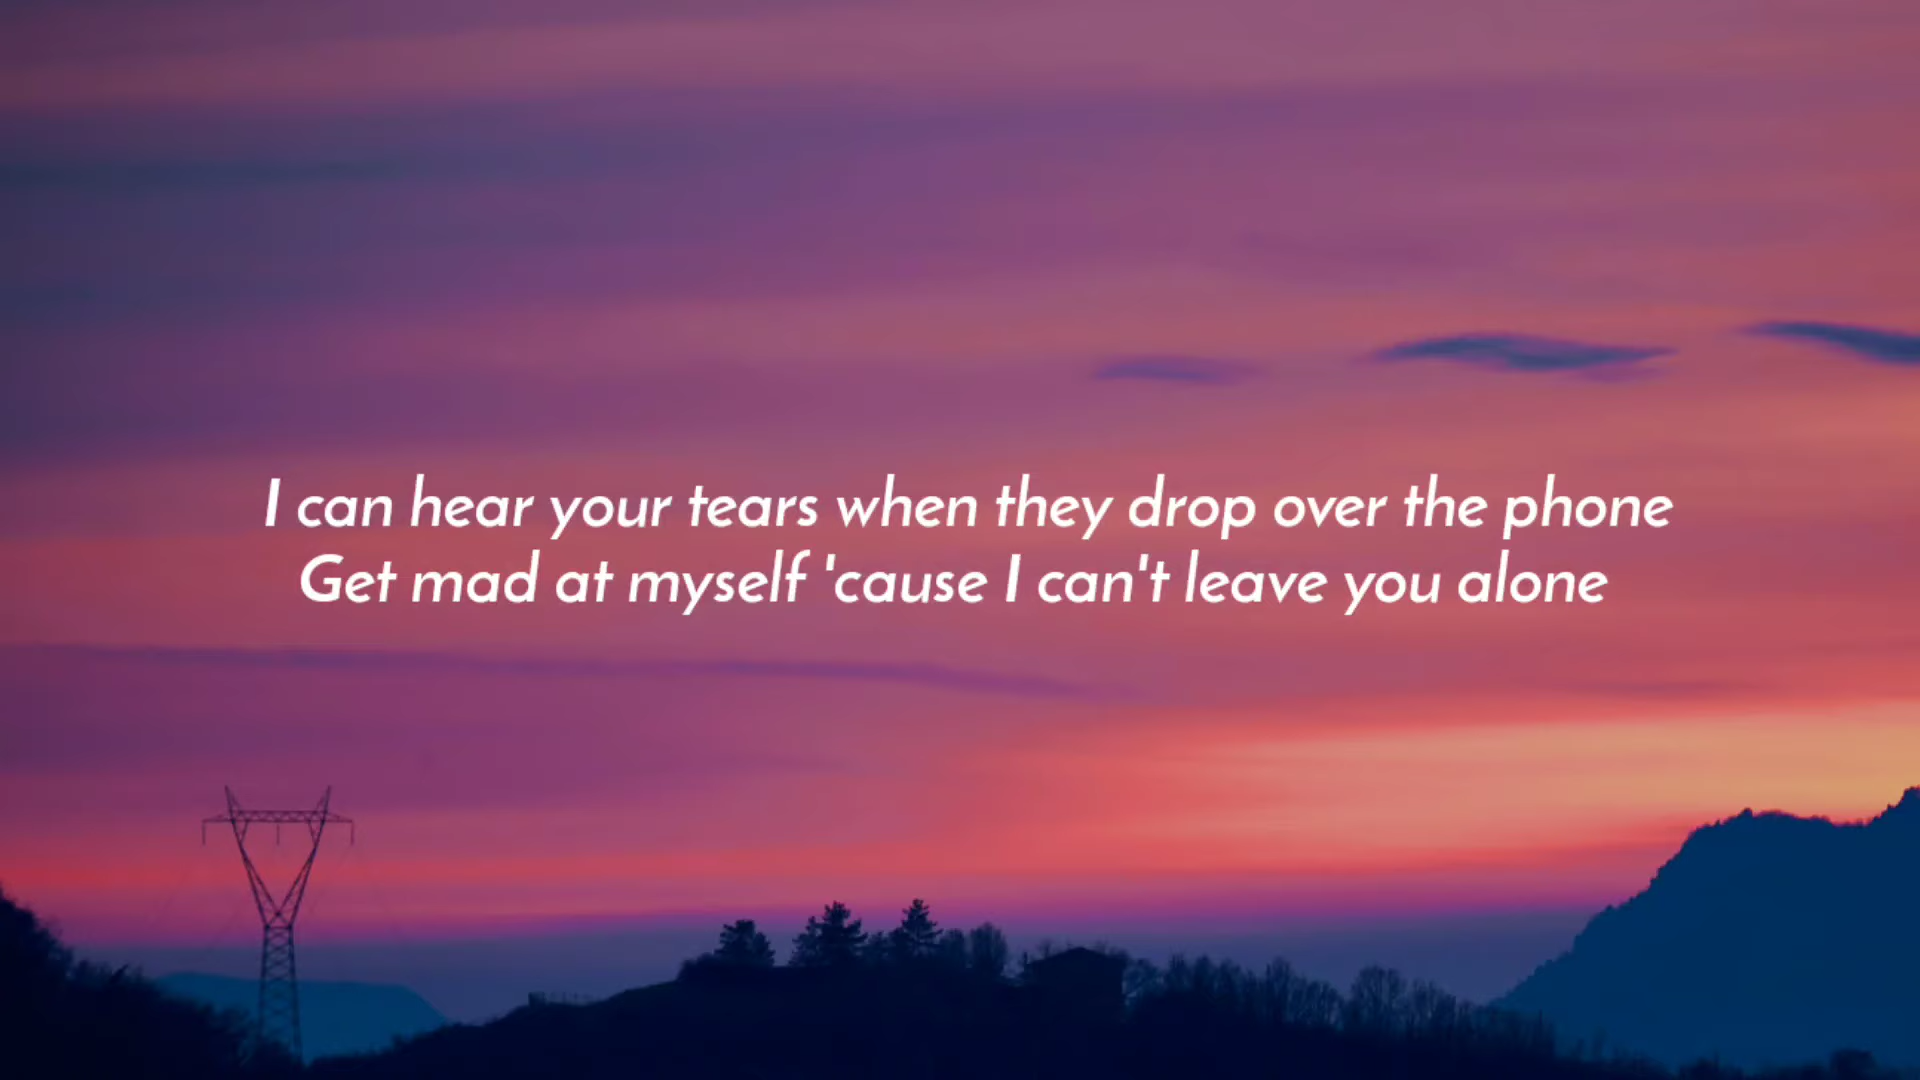 I can hear your tears when they drop over the phone
Get mad at myself 'cause I can't leave you alone